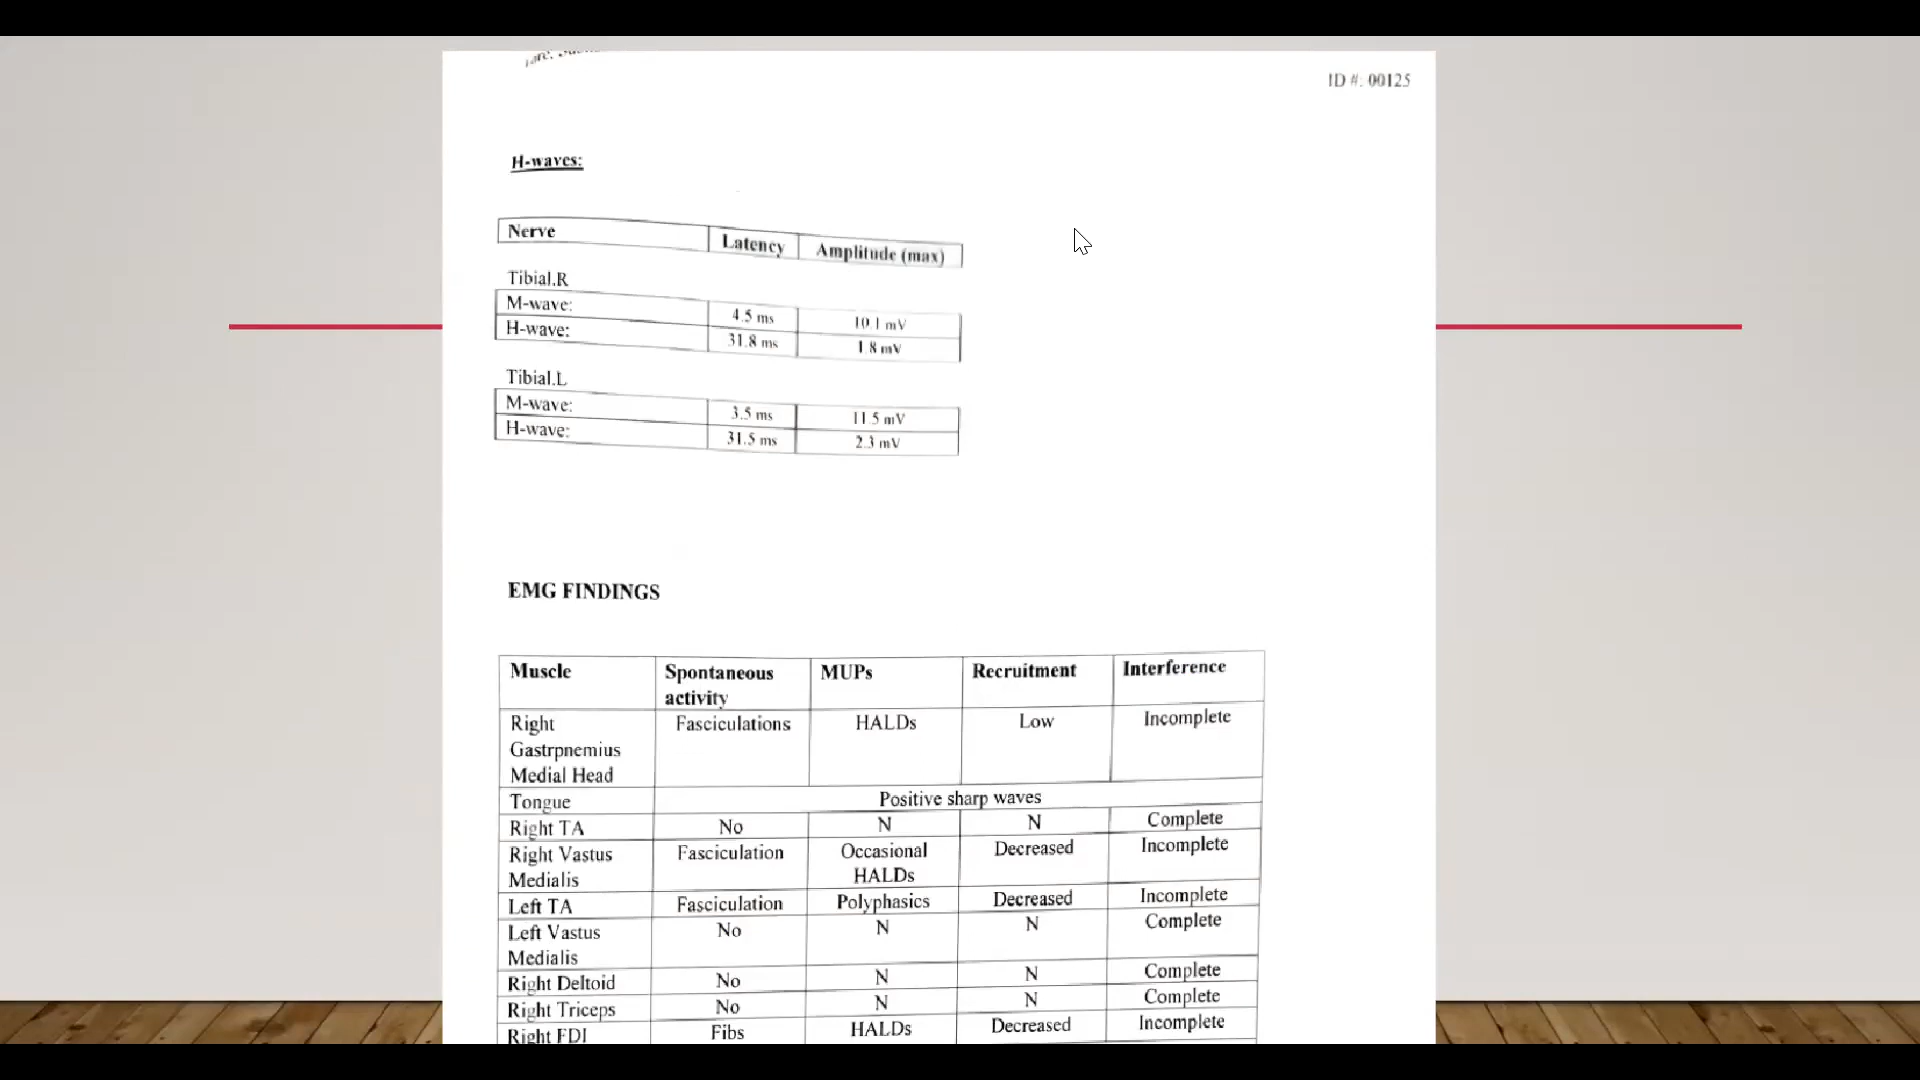 ID #: 00125
H-waves:
Nerve Latency Amplitude (max)
Tibial.R
M-wave: 4.5 ms 10.1 mV
H-wave: 31.8 ms 1.8 mV
Tibial.L
M-wave: 3.5 ms 11.5 mV
H-wave: 31.5 ms 2.3 mV
EMG FINDINGS
Muscle Spontaneous MUPs Recruitment Interference
activity
Right Fasciculations HALDs Low Incomplete
Gastrpnemius
Medial Head
Tongue Positive sharp waves
Right TA No N N Complete
Right Vastus Fasciculation Occasional Decreased Incomplete
Medialis HALDs
Left TA Fasciculation Polyphasics Decreased Incomplete
Left Vastus No N N Complete
Medialis
Right Deltoid No N N Complete
Right Triceps No N N Complete
Right FDI Fibs HALDs Decreased Incomplete